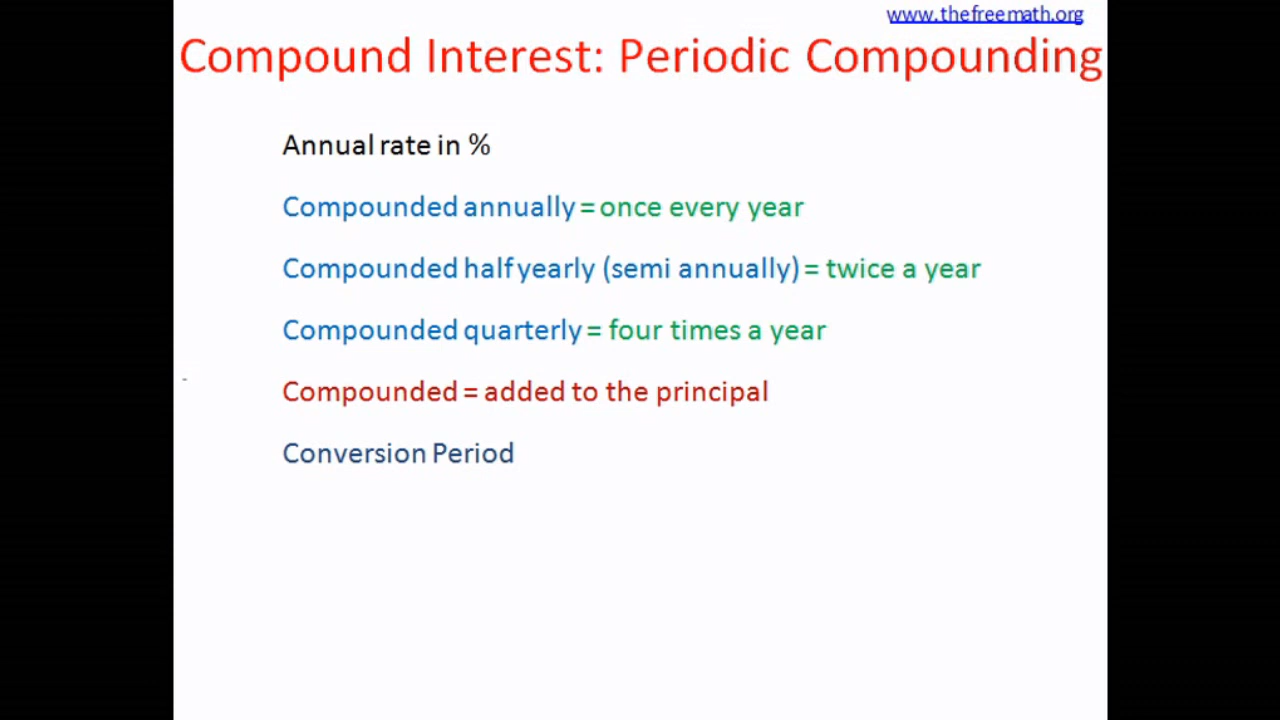 www.thefreemath.org
Compound Interest: Periodic Compounding
Annual rate in %
Compounded annually = once every year
Compounded half yearly (semi annually) = twice a year
Compounded quarterly = four times a year
Compounded = added to the principal
Conversion Period